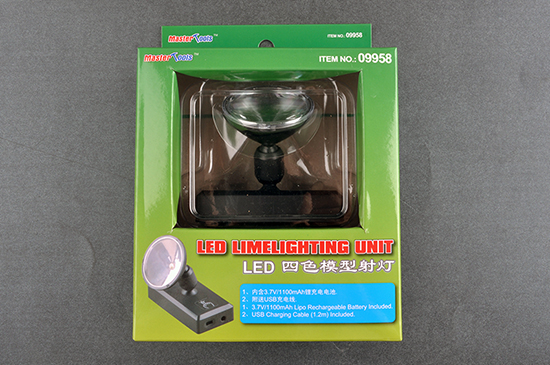 Master Tools
ITEM NO.: 09958
Master Tools
ITEM NO.: 09958
LED LIMELIGHTING UNIT
LED 四色模型射灯
1、内含3.7V/1100mAh锂充电电池
2、附送USB充电线
1、3.7V/1100mAh Lipo Rechargeable Battery Included.
2、USB Charging Cable (1.2m) Included.